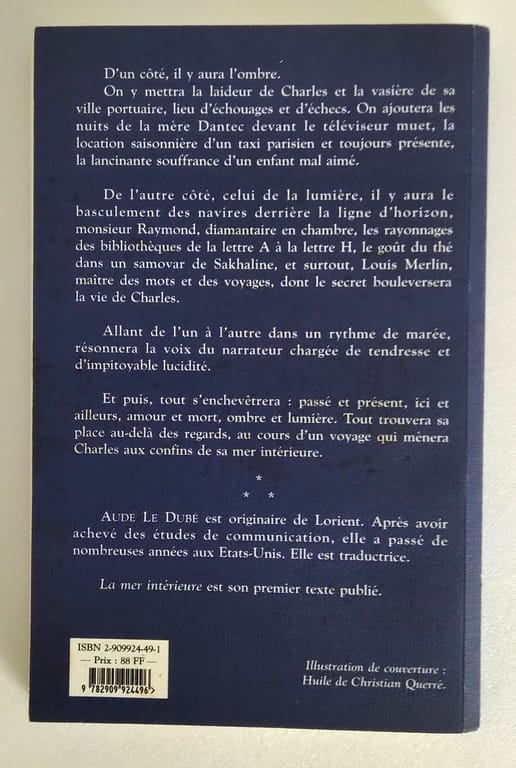 D'un côté, il y aura l'ombre.
On y mettra la laideur de Charles et la vasière de sa
ville portuaire, lieu d'échouages et d'échecs. On ajoutera les
nuits de la mère Dantec devant le téléviseur muet, la
location saisonnière d'un taxi parisien et toujours présente,
la lancinante souffrance d'un enfant mal aimé.
De l'autre côté, celui de la lumière, il y aura le
basculement des navires derrière la ligne d'horizon,
monsieur Raymond, diamantaire en chambre, les rayonnages
des bibliothèques de la lettre A à la lettre H, le goût du thé
dans un samovar de Sakhaline, et surtout, Louis Merlin,
maître des mots et des voyages, dont le secret bouleversera
la vie de Charles.
Allant de l'un à l'autre dans un rythme de marée,
résonnera la voix du narrateur chargée de tendresse et
d'impitoyable lucidité.
Et puis, tout s'enchevêtrera : passé et présent, ici et
ailleurs, amour et mort, ombre et lumière. Tout trouvera sa
place au-delà des regards, au cours d'un voyage qui mènera
Charles aux confins de sa mer intérieure.
*
* *
AUDE LE DUBÉ est originaire de Lorient. Après avoir
achevé des études de communication, elle a passé de
nombreuses années aux Etats-Unis. Elle est traductrice.
La mer intérieure est son premier texte publié.
ISBN 2-909924-49-1
— Prix : 88 FF —
9 782909 924496
Illustration de couverture :
Huile de Christian Querré.